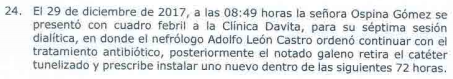 24. El 29 de diciembre de 2017, a las 08:49 horas la señora Ospina Gómez se
presentó con cuadro febril a la Clínica Davita, para su séptima sesión
dialítica, en donde el nefrólogo Adolfo León Castro ordenó continuar con el
tratamiento antibiótico, posteriormente el notado galeno retira el catéter
tunelizado y prescribe instalar uno nuevo dentro de las siguientes 72 horas.